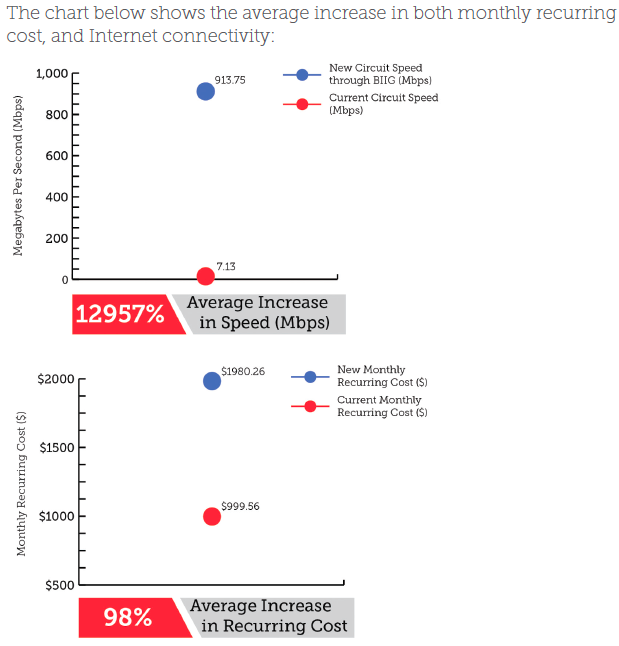 The chart below shows the average increase in both monthly recurring
cost, and Internet connectivity:
Megabytes Per Second (Mbps)
1,000
800
600
400
200
0
913.75
7.13
New Circuit Speed
through BIIG (Mbps)
Current Circuit Speed
(Mbps)
12957%
Average Increase
in Speed (Mbps)
Monthly Recurring Cost ($)
$2000
$1500
$1000
$500
$1980.26
$999.56
New Monthly
Recurring Cost ($)
Current Monthly
Recurring Cost ($)
98%
Average Increase
in Recurring Cost